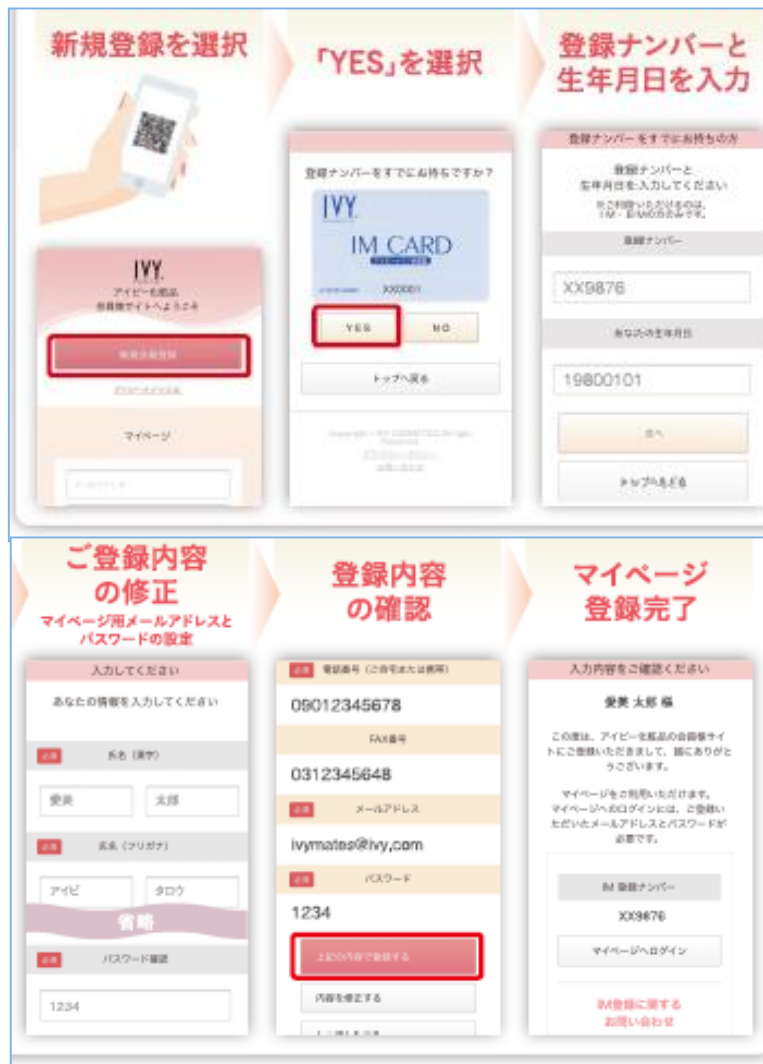 新規登録を選択
IVY
アイビー化粧品
会員様サイトへようこそ
新規会員登録
マイページ
「YES」を選択
登録ナンバーをすでにお持ちですか？
IVY
IM CARD
XX0001
YES
NO
トップへ戻る
登録ナンバーと
生年月日を入力
登録ナンバーをすでにお持ちの方
登録ナンバーと
生年月日を入力してください
登録ナンバー
XX9876
あなたの生年月日
19800101
次へ
トップへもどる
ご登録内容
の修正
マイページ用メールアドレスと
パスワードの設定
入力してください
あなたの情報を入力してください
必須 氏名（漢字）
愛美 太郎
必須 氏名（フリガナ）
アイビ タロウ
省略
必須 パスワード確認
1234
登録内容
の確認
必須 電話番号（ご自宅または携帯）
09012345678
FAX番号
0312345648
必須 メールアドレス
ivymates@ivy,com
必須 パスワード
1234
上記の内容で登録する
内容を修正する
マイページ
登録完了
入力内容をご確認ください
愛美 太郎 様
この度は、アイビー化粧品の会員様サイ
トにご登録いただきまして、誠にありがと
うございます。
マイページをご利用いただけます。
マイページへのログインには、ご登録い
ただいたメールアドレスとパスワードが
必要です。
IM 登録ナンバー
XX9876
マイページへログイン
IM登録に関する
お問い合わせ